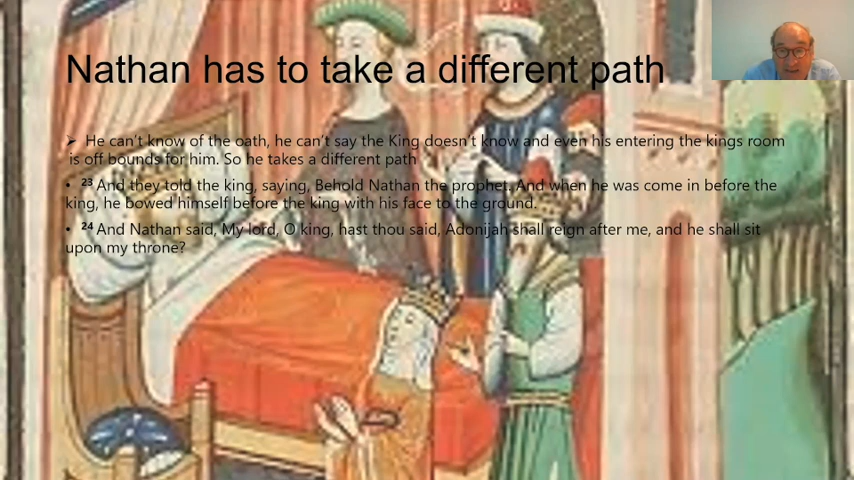 Nathan has to take a different path
➢ He can't know of the oath, he can't say the King doesn't know and even his entering the kings room
is off bounds for him. So he takes a different path
• 23 And they told the king, saying, Behold Nathan the prophet. And when he was come in before the
king, he bowed himself before the king with his face to the ground.
• 24 And Nathan said, My lord, O king, hast thou said, Adonijah shall reign after me, and he shall sit
upon my throne?